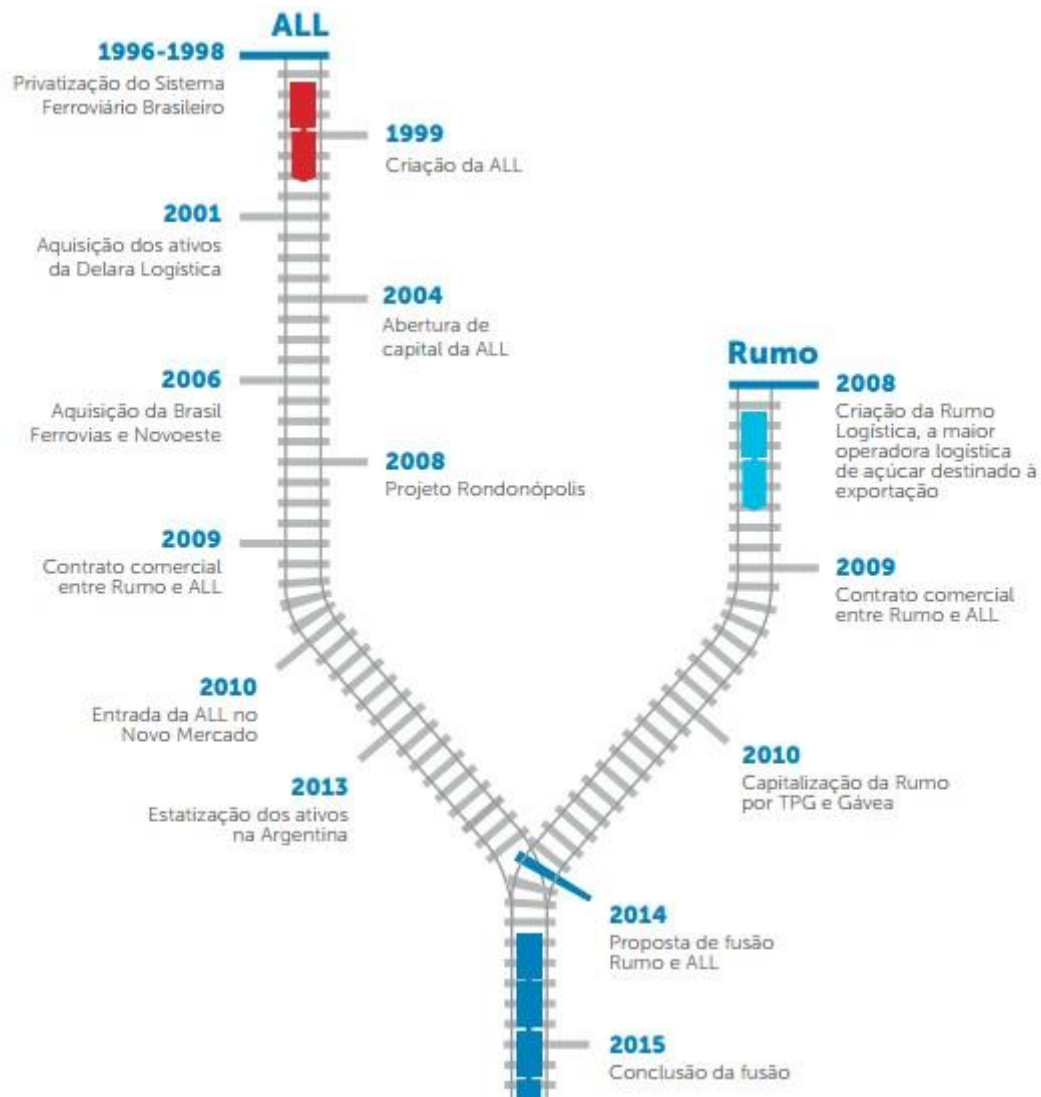 ALL
1996-1998
Privatização do Sistema
Ferroviário Brasileiro
1999
Criação da ALL
2001
Aquisição dos ativos
da Delara Logística
2004
Abertura de
capital da ALL
2006
Aquisição da Brasil
Ferrovias e Novoeste
2008
Projeto Rondonópolis
2009
Contrato comercial
entre Rumo e ALL
2010
Entrada da ALL no
Novo Mercado
2013
Estatização dos ativos
na Argentina
Rumo
2008
Criação da Rumo
Logística, a maior
operadora logística
de açúcar destinado à
exportação
2009
Contrato comercial
entre Rumo e ALL
2010
Capitalização da Rumo
por TPG e Gávea
2014
Proposta de fusão
Rumo e ALL
2015
Conclusão da fusão